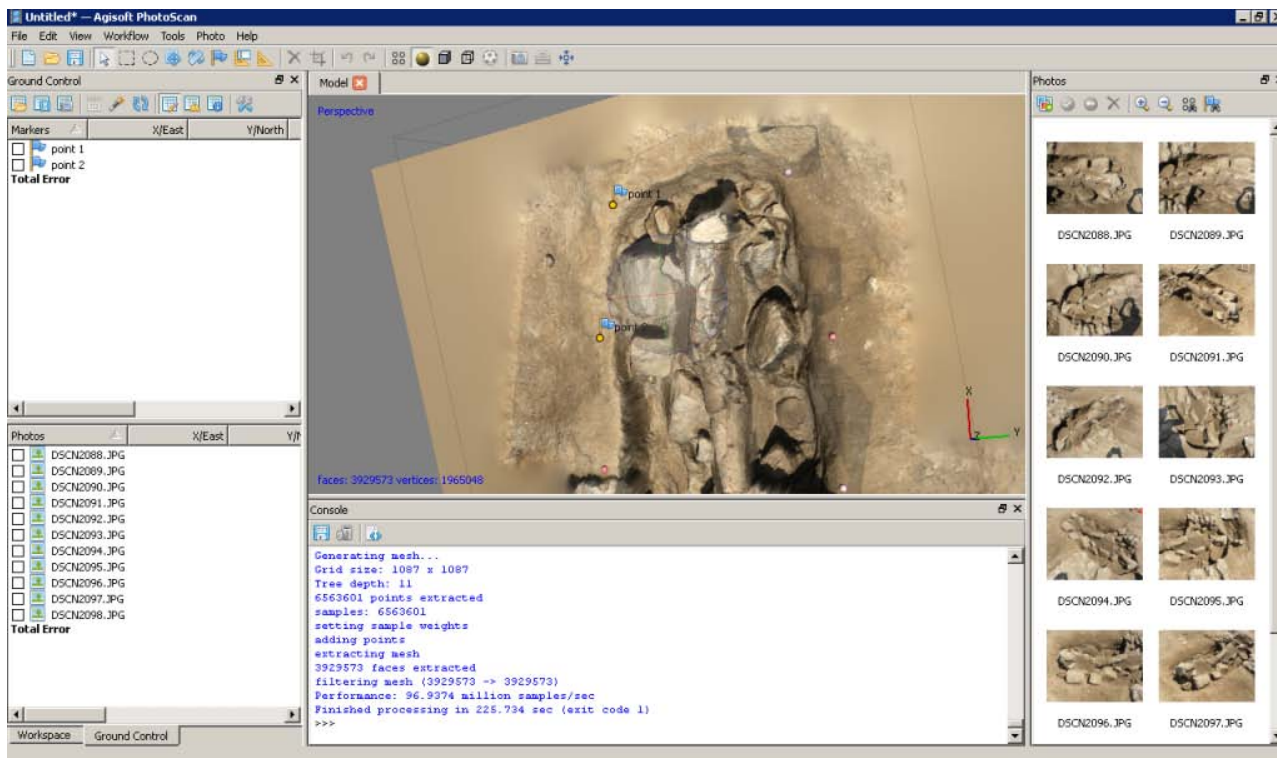 Untitled* — Agisoft PhotoScan
File Edit View Workflow Tools Photo Help
Ground Control
Markers X/East Y/North
point 1
point 2
Total Error
Photos X/East Y/N
DSCN2088.JPG
DSCN2089.JPG
DSCN2090.JPG
DSCN2091.JPG
DSCN2092.JPG
DSCN2093.JPG
DSCN2094.JPG
DSCN2095.JPG
DSCN2096.JPG
DSCN2097.JPG
DSCN2098.JPG
Total Error
Workspace Ground Control
Model
Perspective
point 1
point
X
Z Y
faces: 3929573 vertices: 1965048
Console
Generating mesh...
Grid size: 1087 x 1087
Tree depth: 11
6563601 points extracted
samples: 6563601
setting sample weights
adding points
extracting mesh
3929573 faces extracted
filtering mesh (3929573 -> 3929573)
Performance: 96.9374 million samples/sec
Finished processing in 225.734 sec (exit code 1)
>>>
Photos
DSCN2088.JPG DSCN2089.JPG
DSCN2090.JPG DSCN2091.JPG
DSCN2092.JPG DSCN2093.JPG
DSCN2094.JPG DSCN2095.JPG
DSCN2096.JPG DSCN2097.JPG